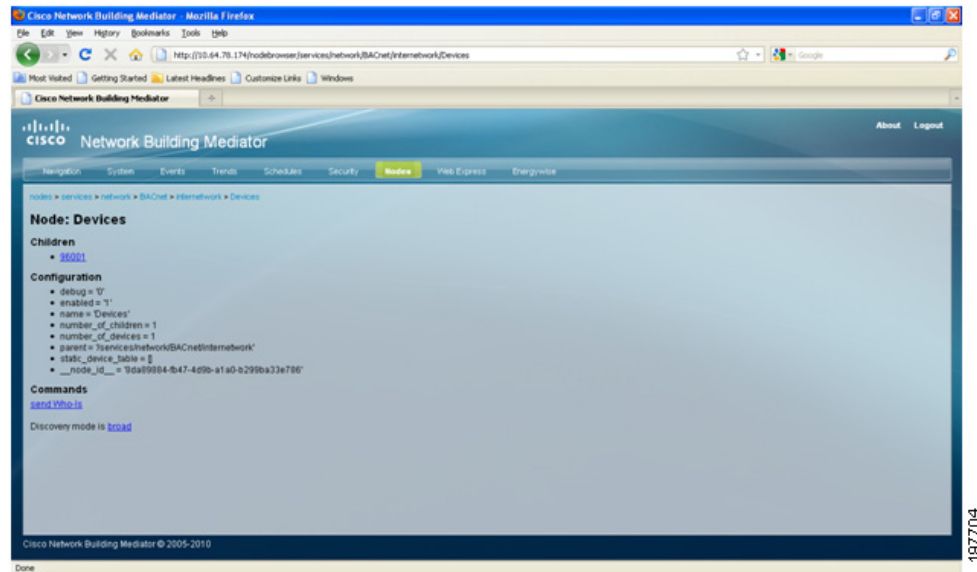 Cisco Network Building Mediator - Mozilla Firefox
File Edit View History Bookmarks Tools Help
http://10.64.78.174/nodebrowser/services/network/BACnet/internetwork/Devices
Google
Most Visited Getting Started Latest Headlines Customize Links Windows
Cisco Network Building Mediator
About Logout
CISCO Network Building Mediator
Navigation System Events Trends Schedules Security Nodes Web Express Energywise
nodes » services » network » BACnet » internetwork » Devices
Node: Devices
Children
• 96001
Configuration
• debug = '0'
• enabled = '1'
• name = 'Devices'
• number_of_children = 1
• number_of_devices = 1
• parent = '/services/network/BACnet/internetwork'
• static_device_table = []
• __node_id__ = '8da89884-fb47-4d9b-a1a0-b299ba33e786'
Commands
send Who-Is
Discovery mode is broad
Cisco Network Building Mediator © 2005-2010
Done
197704